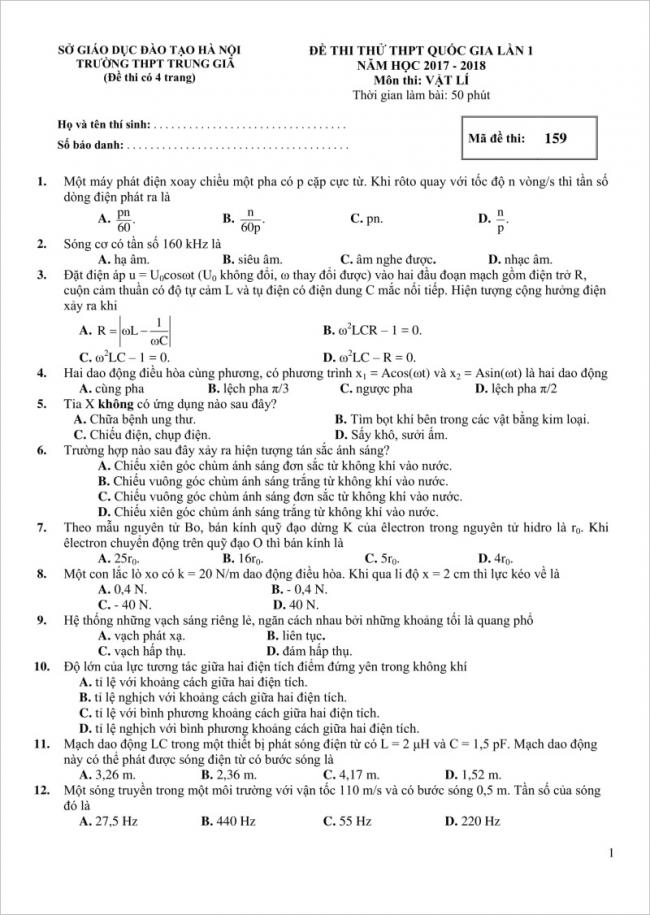 SỞ GIÁO DỤC ĐÀO TẠO HÀ NỘI
TRƯỜNG THPT TRUNG GIÃ
(Đề thi có 4 trang)
ĐỀ THI THỬ THPT QUỐC GIA LẦN 1
NĂM HỌC 2017 - 2018
Môn thi: VẬT LÍ
Thời gian làm bài: 50 phút
Họ và tên thí sinh: . . . . . . . . . . . . . . . . . . . . . . . . . . . . . . . . .
Số báo danh: . . . . . . . . . . . . . . . . . . . . . . . . . . . . . . . . . . . . . .
Mã đề thi: 159
1. Một máy phát điện xoay chiều một pha có p cặp cực từ. Khi rôto quay với tốc độ n vòng/s thì tần số
dòng điện phát ra là
A. pn/60. B. n/60p. C. pn. D. n/p.
2. Sóng cơ có tần số 160 kHz là
A. hạ âm. B. siêu âm. C. âm nghe được. D. nhạc âm.
3. Đặt điện áp u = U₀cosωt (U₀ không đổi, ω thay đổi được) vào hai đầu đoạn mạch gồm điện trở R,
cuộn cảm thuần có độ tự cảm L và tụ điện có điện dung C mắc nối tiếp. Hiện tượng cộng hưởng điện
xảy ra khi
A. R = |ωL – 1/ωC| B. ω²LCR – 1 = 0.
C. ω²LC – 1 = 0. D. ω²LC – R = 0.
4. Hai dao động điều hòa cùng phương, có phương trình x₁ = Acos(ωt) và x₂ = Asin(ωt) là hai dao động
A. cùng pha B. lệch pha π/3 C. ngược pha D. lệch pha π/2
5. Tia X không có ứng dụng nào sau đây?
A. Chữa bệnh ung thư. B. Tìm bọt khí bên trong các vật bằng kim loại.
C. Chiếu điện, chụp điện. D. Sấy khô, sưởi ấm.
6. Trường hợp nào sau đây xảy ra hiện tượng tán sắc ánh sáng?
A. Chiếu xiên góc chùm ánh sáng đơn sắc từ không khí vào nước.
B. Chiếu vuông góc chùm ánh sáng trắng từ không khí vào nước.
C. Chiếu vuông góc chùm ánh sáng đơn sắc từ không khí vào nước.
D. Chiếu xiên góc chùm ánh sáng trắng từ không khí vào nước.
7. Theo mẫu nguyên tử Bo, bán kính quỹ đạo dừng K của êlectron trong nguyên tử hidro là r₀. Khi
êlectron chuyển động trên quỹ đạo O thì bán kính là
A. 25r₀. B. 16r₀. C. 5r₀. D. 4r₀.
8. Một con lắc lò xo có k = 20 N/m dao động điều hòa. Khi qua li độ x = 2 cm thì lực kéo về là
A. 0,4 N. B. - 0,4 N.
C. - 40 N. D. 40 N.
9. Hệ thống những vạch sáng riêng lẻ, ngăn cách nhau bởi những khoảng tối là quang phổ
A. vạch phát xạ. B. liên tục.
C. vạch hấp thụ. D. đám hấp thụ.
10. Độ lớn của lực tương tác giữa hai điện tích điểm đứng yên trong không khí
A. tỉ lệ với khoảng cách giữa hai điện tích.
B. tỉ lệ nghịch với khoảng cách giữa hai điện tích.
C. tỉ lệ với bình phương khoảng cách giữa hai điện tích.
D. tỉ lệ nghịch với bình phương khoảng cách giữa hai điện tích.
11. Mạch dao động LC trong một thiết bị phát sóng điện từ có L = 2 μH và C = 1,5 pF. Mạch dao động
này có thể phát được sóng điện từ có bước sóng là
A. 3,26 m. B. 2,36 m. C. 4,17 m. D. 1,52 m.
12. Một sóng truyền trong một môi trường với vận tốc 110 m/s và có bước sóng 0,5 m. Tần số của sóng
đó là
A. 27,5 Hz B. 440 Hz C. 55 Hz D. 220 Hz
1